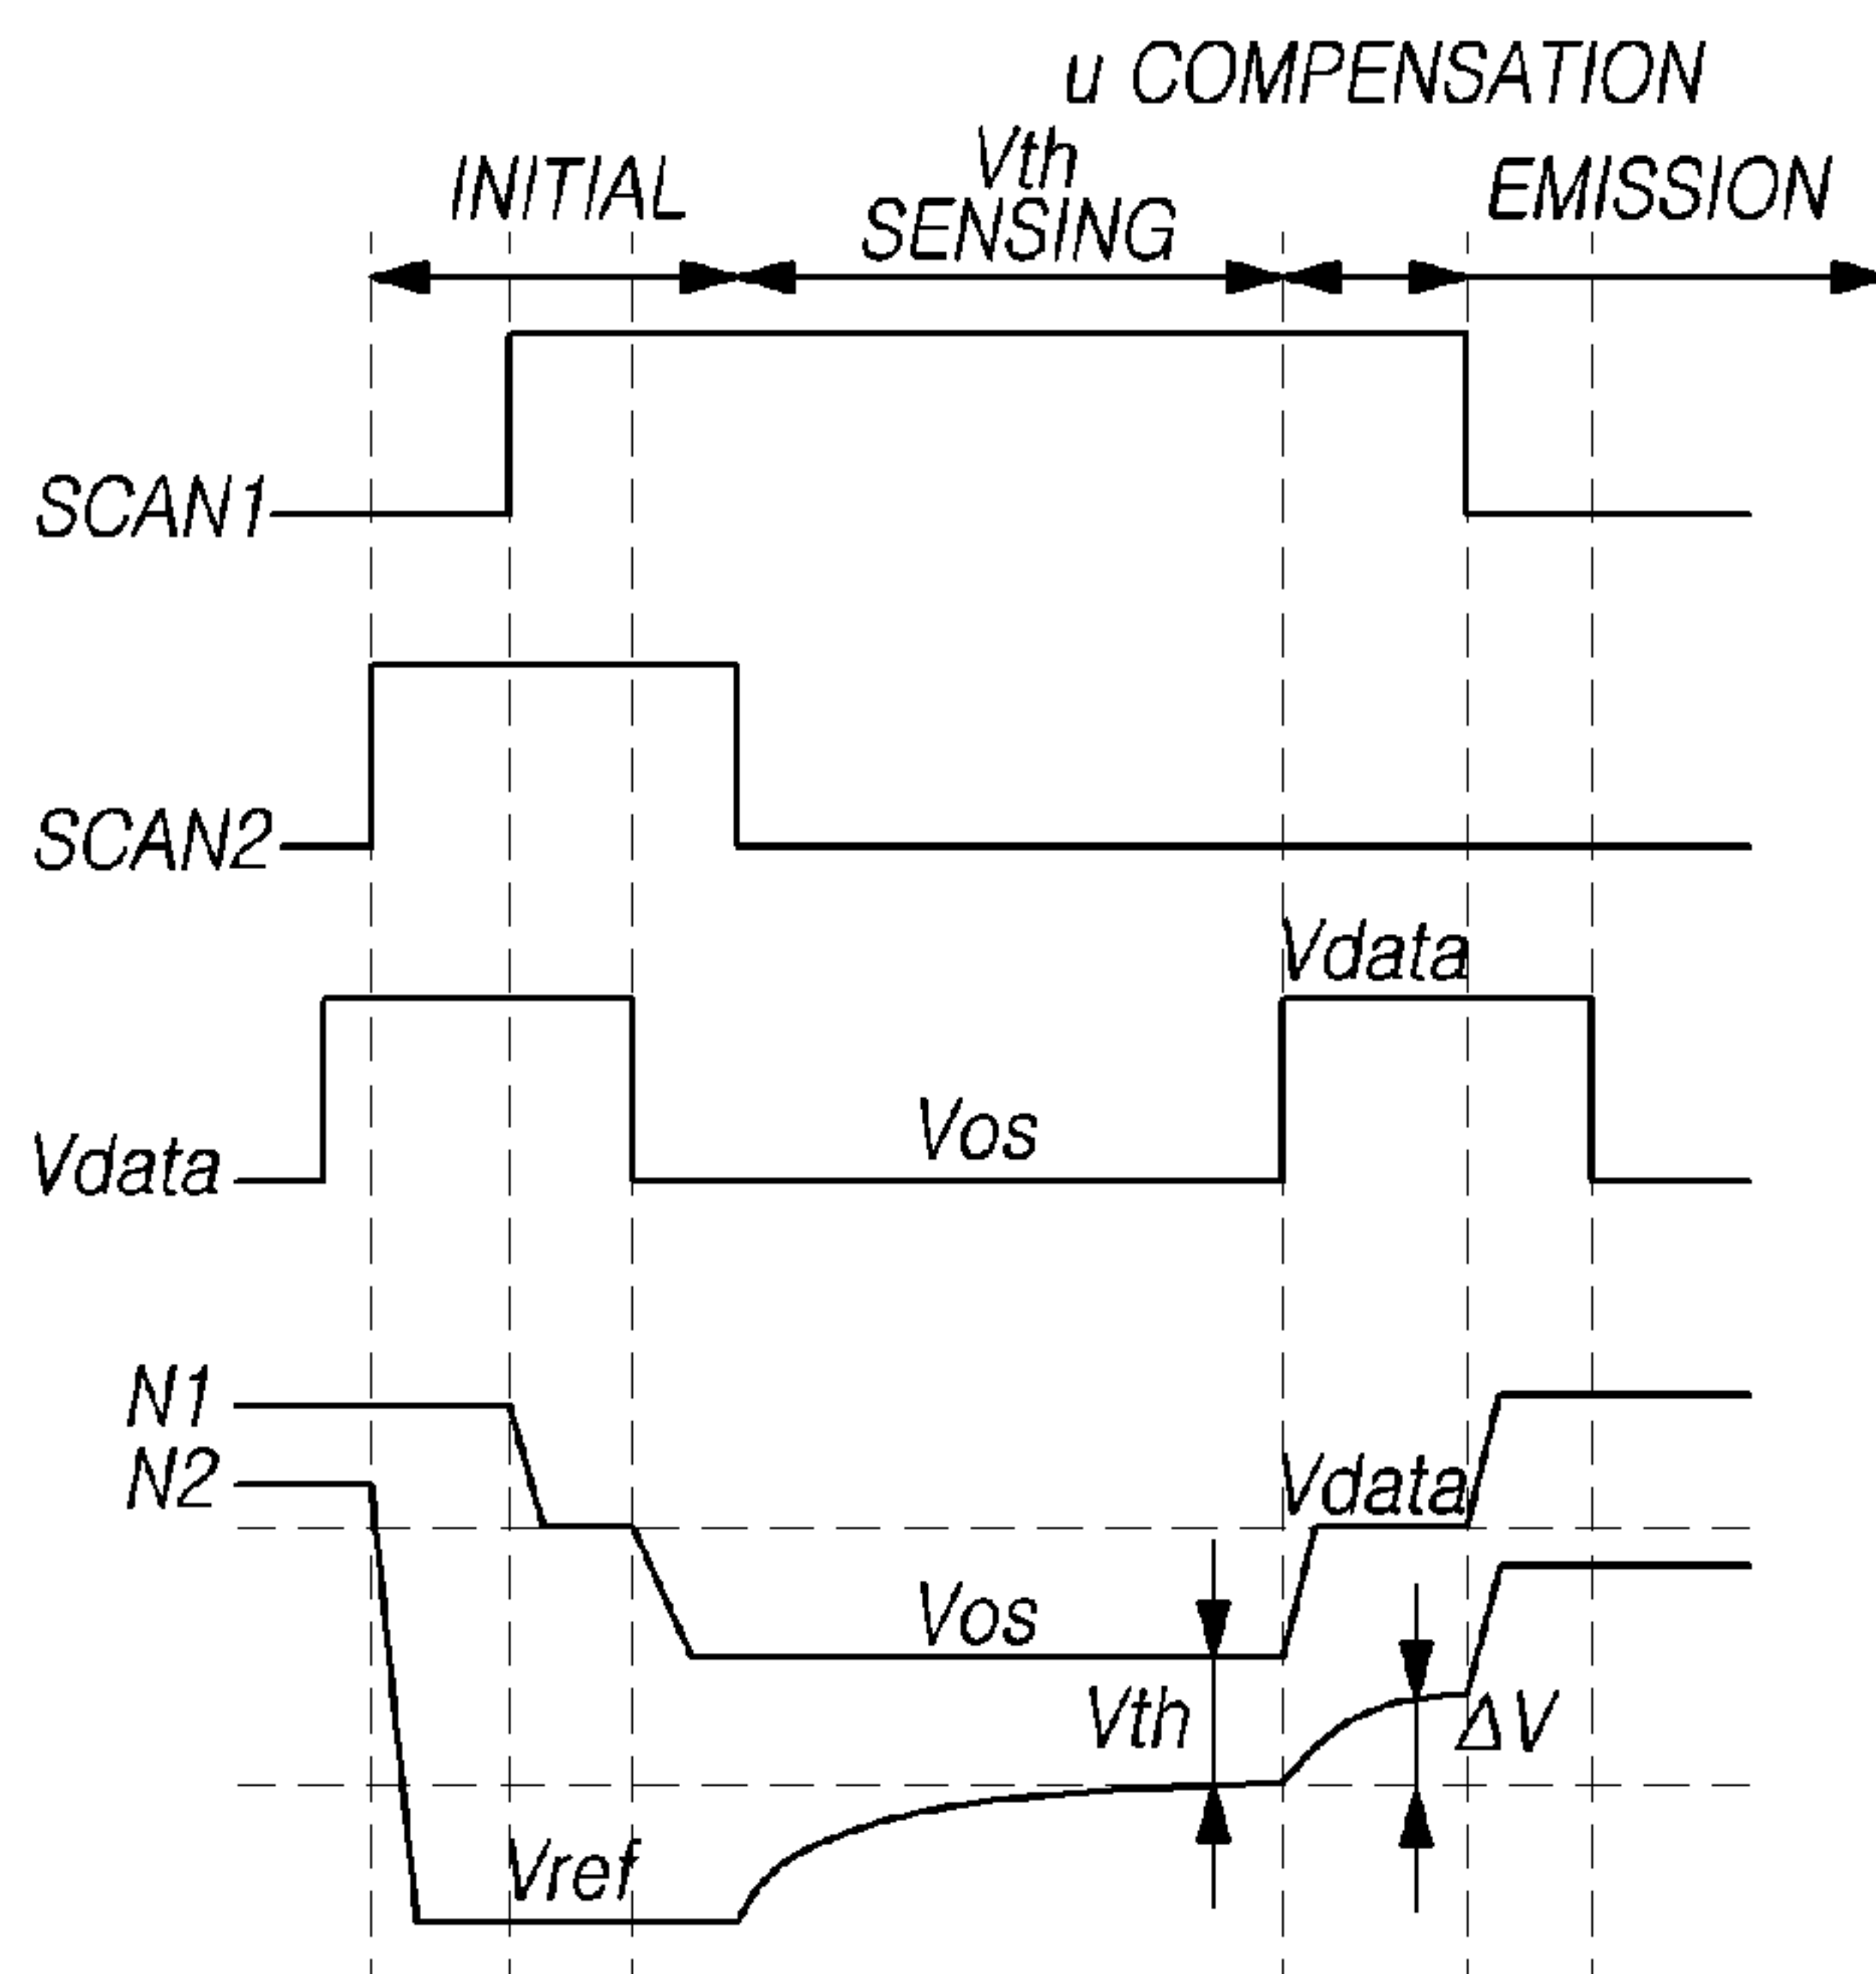 u COMPENSATION
INITIAL
Vth
SENSING
EMISSION
SCAN1
SCAN2
Vdata
Vdata
Vos
N1
N2
Vdata
Vos
Vth
ΔV
Vref